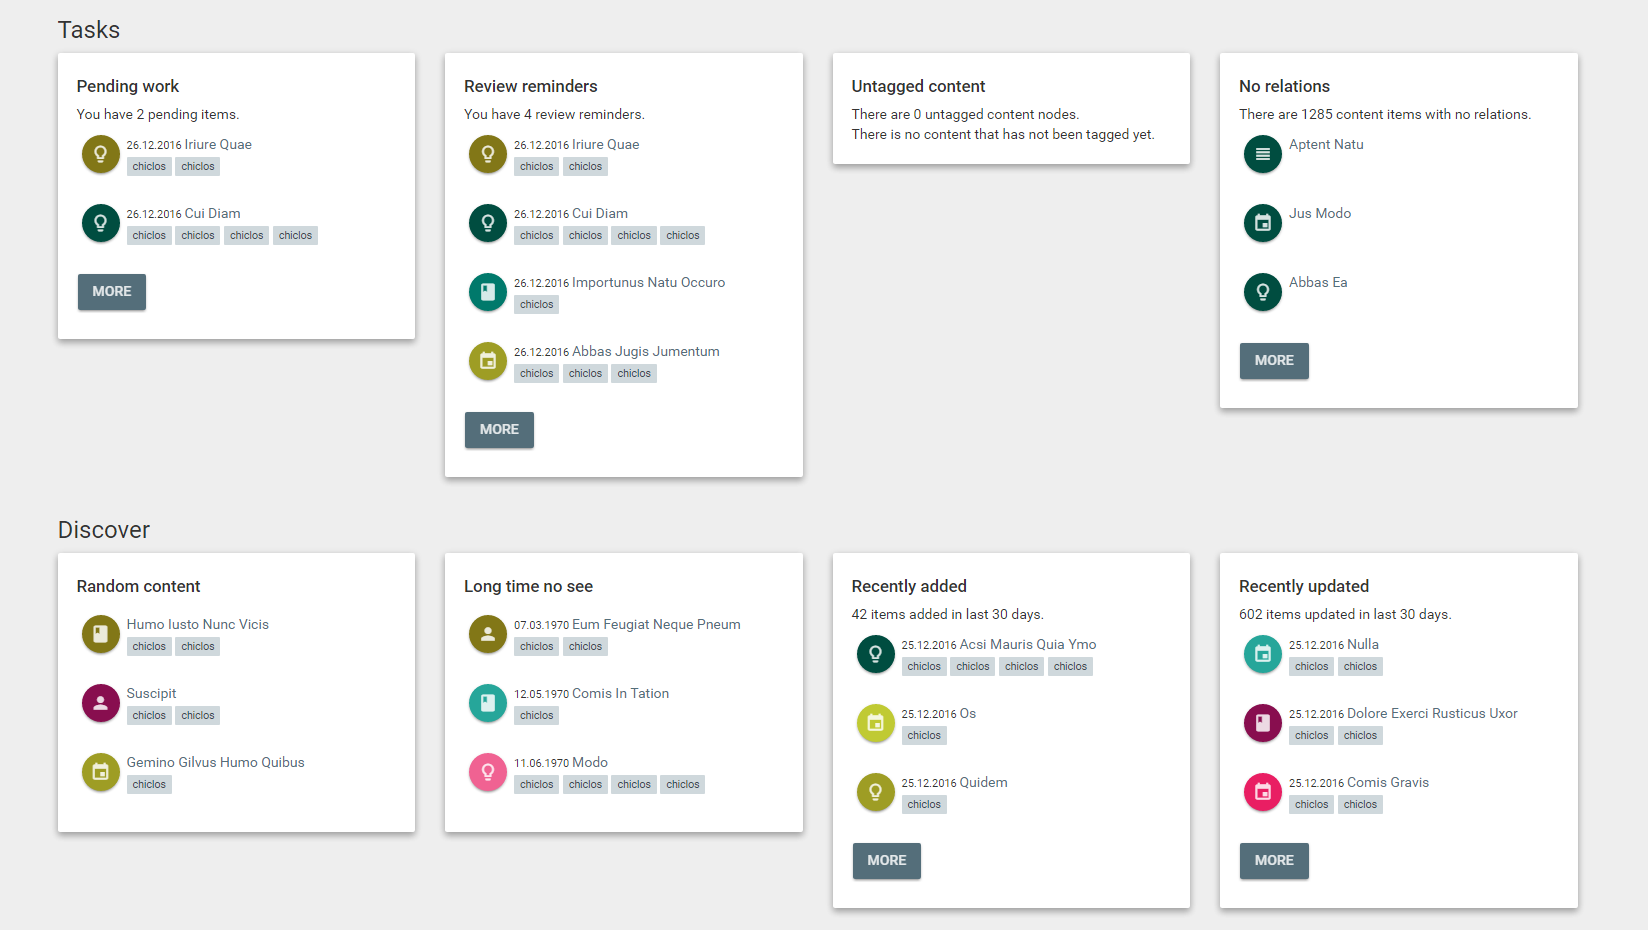 Tasks
Pending work
You have 2 pending items.
26.12.2016 Iriure Quae
chiclos chiclos
26.12.2016 Cui Diam
chiclos chiclos chiclos chiclos
MORE
Review reminders
You have 4 review reminders.
26.12.2016 Iriure Quae
chiclos chiclos
26.12.2016 Cui Diam
chiclos chiclos chiclos chiclos
26.12.2016 Importunus Natu Occuro
chiclos
26.12.2016 Abbas Jugis Jumentum
chiclos chiclos chiclos
MORE
Untagged content
There are 0 untagged content nodes.
There is no content that has not been tagged yet.
No relations
There are 1285 content items with no relations.
Aptent Natu
Jus Modo
Abbas Ea
MORE
Discover
Random content
Humo Iusto Nunc Vicis
chiclos chiclos
Suscipit
chiclos chiclos
Gemino Gilvus Humo Quibus
chiclos
Long time no see
07.03.1970 Eum Feugiat Neque Pneum
chiclos chiclos
12.05.1970 Comis In Tation
chiclos
11.06.1970 Modo
chiclos chiclos chiclos chiclos
Recently added
42 items added in last 30 days.
25.12.2016 Acsi Mauris Quia Ymo
chiclos chiclos chiclos chiclos
25.12.2016 Os
chiclos
25.12.2016 Quidem
chiclos
MORE
Recently updated
602 items updated in last 30 days.
25.12.2016 Nulla
chiclos chiclos
25.12.2016 Dolore Exerci Rusticus Uxor
chiclos chiclos
25.12.2016 Comis Gravis
chiclos chiclos
MORE